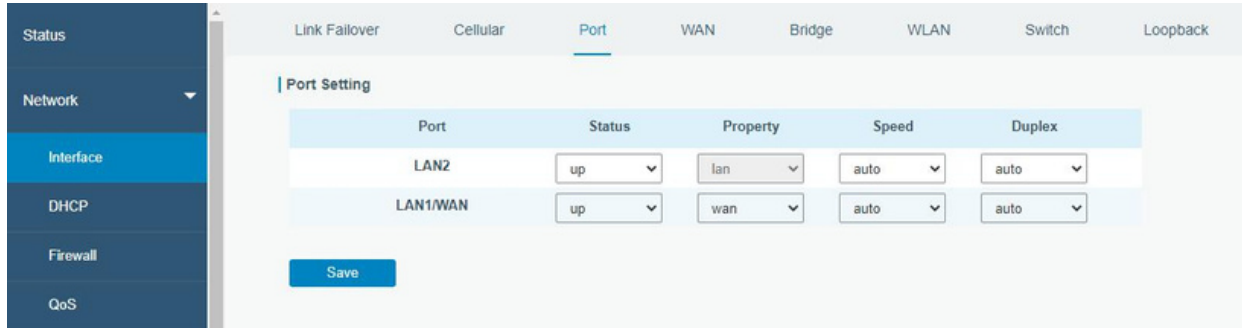 Status
Network
Interface
DHCP
Firewall
QoS
Link Failover Cellular Port WAN Bridge WLAN Switch Loopback
Port Setting
Port Status Property Speed Duplex
LAN2 up lan auto auto
LAN1/WAN up wan auto auto
Save